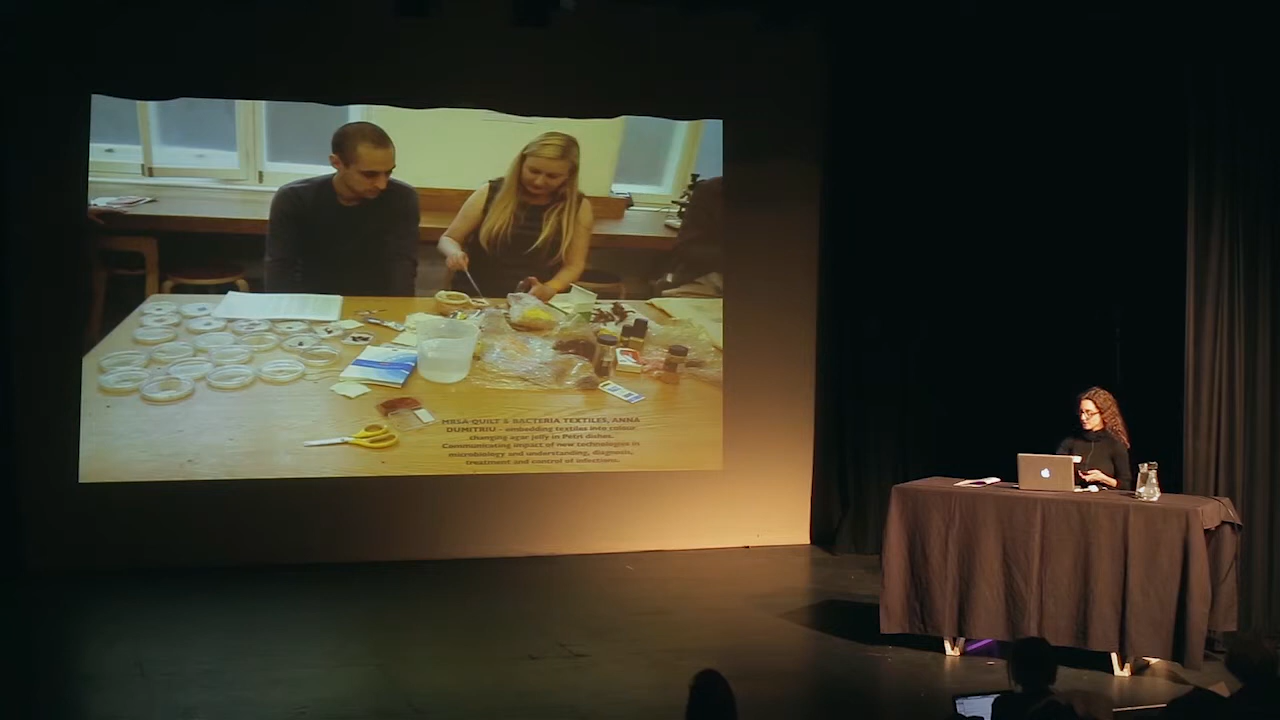 MRSA QUILT & BACTERIA TEXTILES, ANNA
DUMITRIU - embedding textiles into colour
changing agar jelly in Petri dishes.
Communicating impact of new technologies in
microbiology and understanding, diagnosis,
treatment and control of infections.